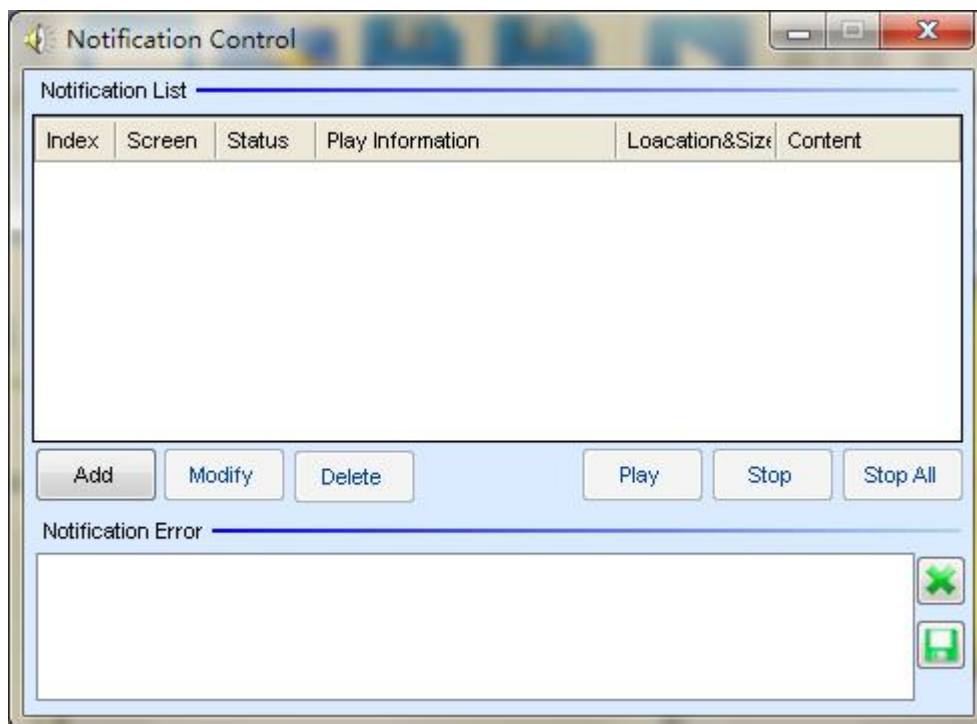 Notification Control
Notification List
Index Screen Status Play Information Loacation&Size Content
Add Modify Delete Play Stop Stop All
Notification Error